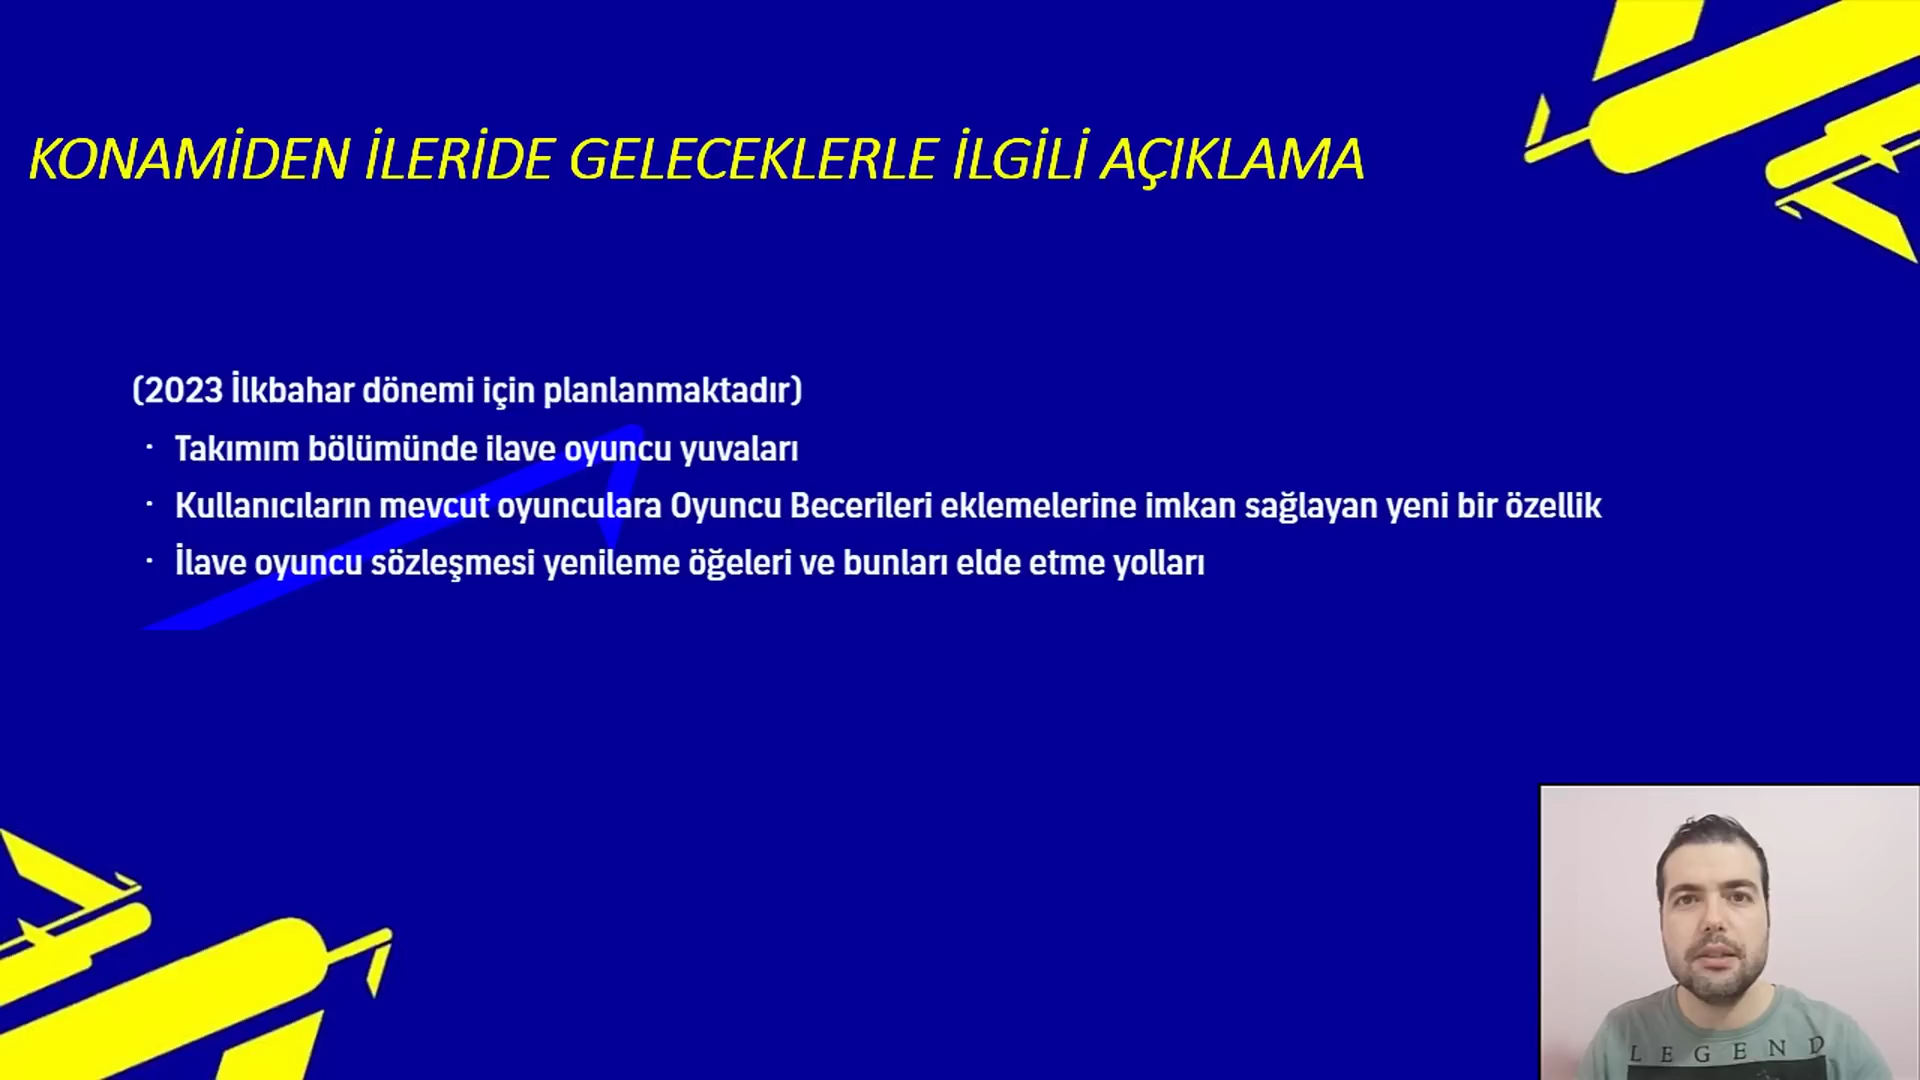 KONAMİDEN İLERİDE GELECEKLERLE İLGİLİ AÇIKLAMA
(2023 İlkbahar dönemi için planlanmaktadır)
· Takımım bölümünde ilave oyuncu yuvaları
· Kullanıcıların mevcut oyunculara Oyuncu Becerileri eklemelerine imkan sağlayan yeni bir özellik
· İlave oyuncu sözleşmesi yenileme öğeleri ve bunları elde etme yolları
LEGEND